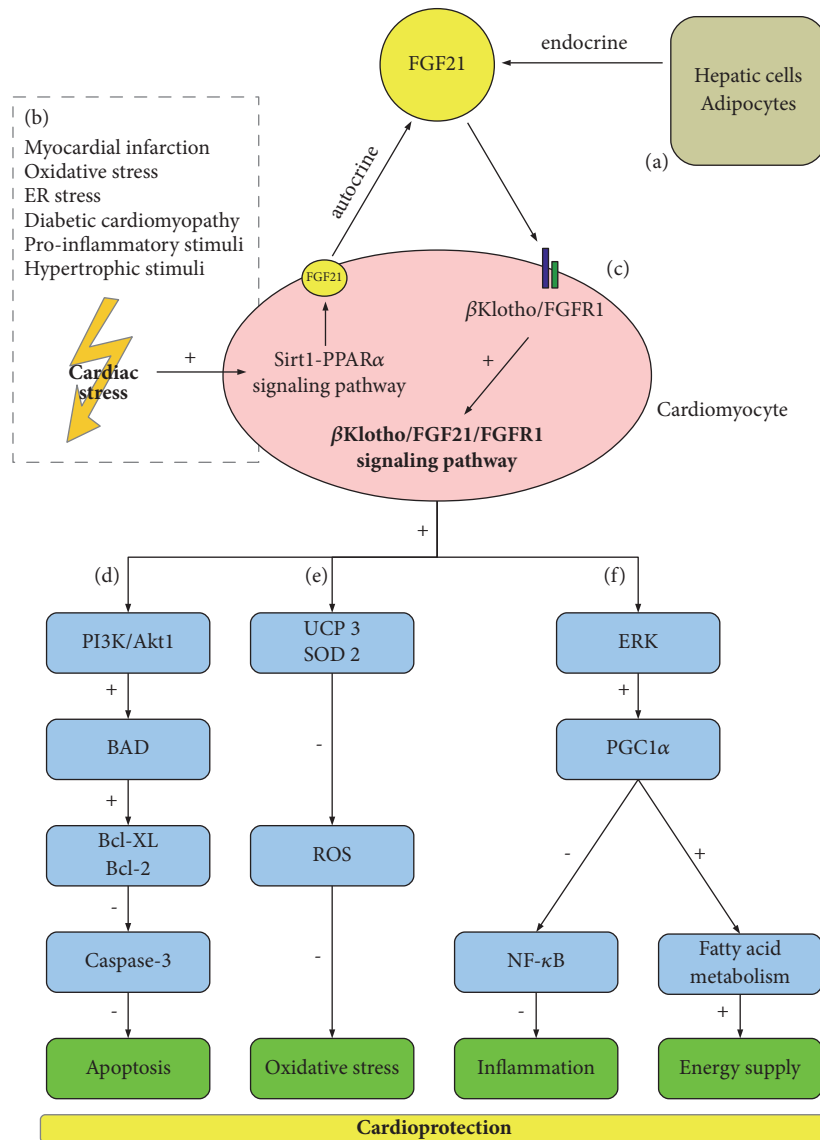 FGF21
endocrine
Hepatic cells
Adipocytes
(a)
(b)
Myocardial infarction
Oxidative stress
ER stress
Diabetic cardiomyopathy
Pro-inflammatory stimuli
Hypertrophic stimuli
Cardiac
stress
+
autocrine
FGF21
Sirt1-PPARα
signaling pathway
(c)
βKlotho/FGFR1
+
βKlotho/FGF21/FGFR1
signaling pathway
Cardiomyocyte
+
(d)
PI3K/Akt1
+
BAD
+
Bcl-XL
Bcl-2
-
Caspase-3
-
Apoptosis
(e)
UCP 3
SOD 2
-
ROS
-
Oxidative stress
(f)
ERK
+
PGC1α
-
NF-κB
-
Inflammation
+
Fatty acid
metabolism
+
Energy supply
Cardioprotection